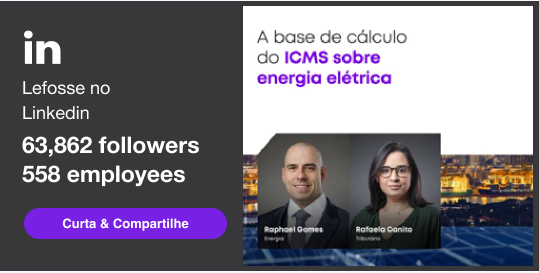 in
Lefosse no
Linkedin
63,862 followers
558 employees
Curta & Compartilhe
A base de cálculo
do ICMS sobre
energia elétrica
Raphael Gomes
Energia
Rafaela Canito
Tributário